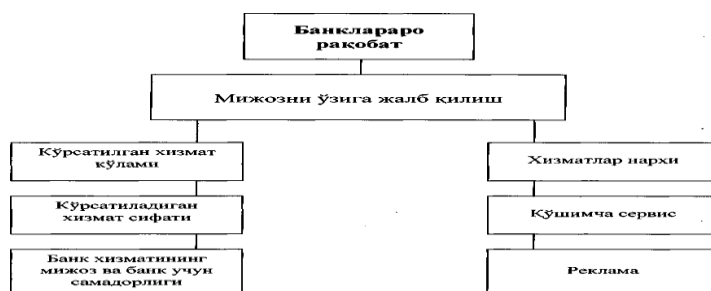 Банклараро
рақобат
Мижозни ўзига жалб қилиш
Кўрсатилган хизмат
кўлами
Кўрсатиладиган
хизмат сифати
Банк хизматининг
мижоз ва банк учун
самадорлиги
Хизматлар нархи
Қўшимча сервис
Реклама